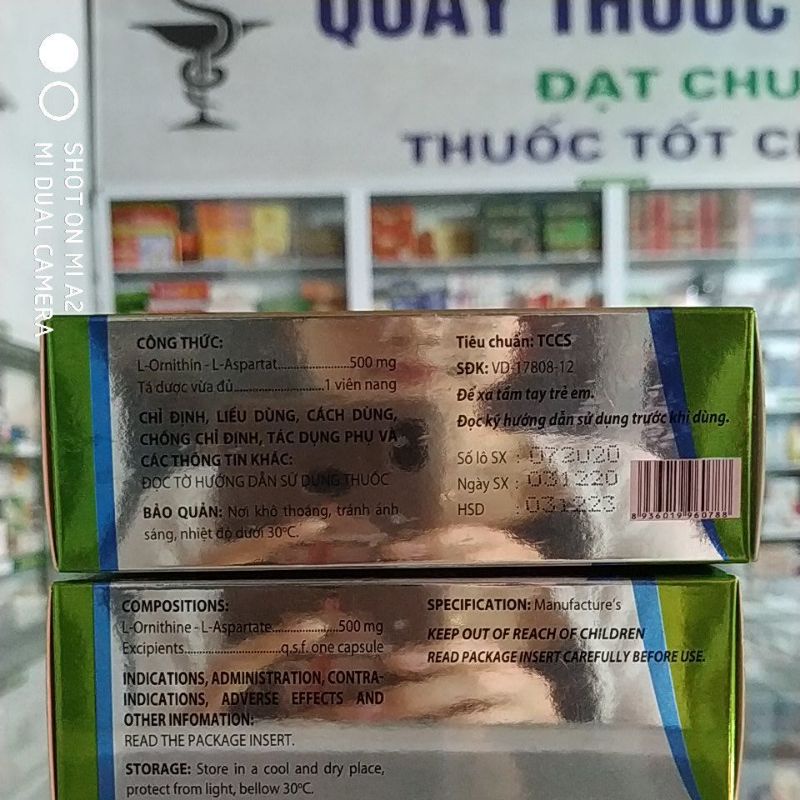 QUẦY THUỐC
ĐẠT CHU
THUỐC TỐT C
SHOT ON MI A2
MI DUAL CAMERA
CÔNG THỨC:
L-Ornithin - L-Aspartat......................500 mg
Tá dược vừa đủ............................1 viên nang
CHỈ ĐỊNH, LIỀU DÙNG, CÁCH DÙNG,
CHỐNG CHỈ ĐỊNH, TÁC DỤNG PHỤ VÀ
CÁC THÔNG TIN KHÁC:
ĐỌC TỜ HƯỚNG DẪN SỬ DỤNG THUỐC
BẢO QUẢN: Nơi khô thoáng, tránh ánh
sáng, nhiệt độ dưới 30°C.
Tiêu chuẩn: TCCS
SĐK: VD-17808-12
Để xa tầm tay trẻ em.
Đọc kỹ hướng dẫn sử dụng trước khi dùng.
Số lô SX : 072020
Ngày SX : 031220
HSD : 031223
8 936019 960788
COMPOSITIONS:
L-Ornithine - L-Aspartate.....................500 mg
Excipients..............................q.s.f. one capsule
INDICATIONS, ADMINISTRATION, CONTRA-
INDICATIONS, ADVERSE EFFECTS AND
OTHER INFOMATION:
READ THE PACKAGE INSERT.
STORAGE: Store in a cool and dry place,
protect from light, bellow 30°C.
SPECIFICATION: Manufacture's
KEEP OUT OF REACH OF CHILDREN
READ PACKAGE INSERT CAREFULLY BEFORE USE.